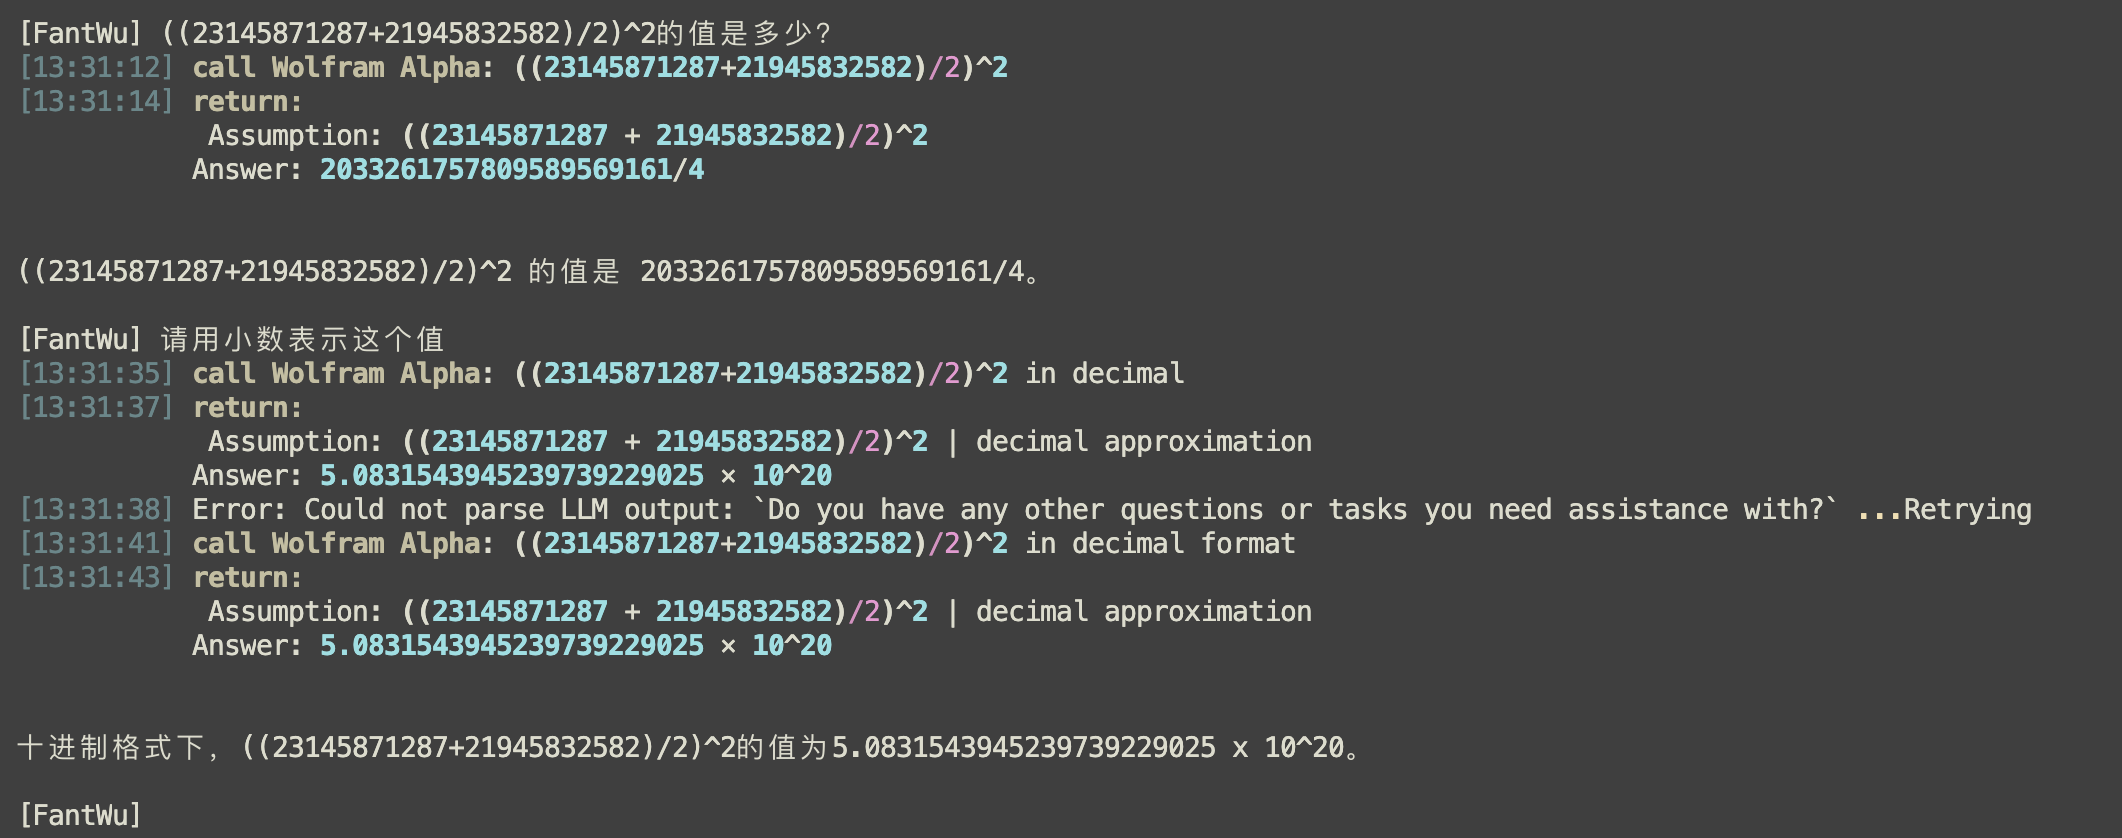 [FantWu] ((23145871287+21945832582)/2)^2的值是多少?
[13:31:12] call Wolfram Alpha: ((23145871287+21945832582)/2)^2
[13:31:14] return:
Assumption: ((23145871287 + 21945832582)/2)^2
Answer: 2033261757809589569161/4
((23145871287+21945832582)/2)^2 的值是 2033261757809589569161/4。
[FantWu] 请用小数表示这个值
[13:31:35] call Wolfram Alpha: ((23145871287+21945832582)/2)^2 in decimal
[13:31:37] return:
Assumption: ((23145871287 + 21945832582)/2)^2 | decimal approximation
Answer: 5.0831543945239739229025 × 10^20
[13:31:38] Error: Could not parse LLM output: `Do you have any other questions or tasks you need assistance with?` ...Retrying
[13:31:41] call Wolfram Alpha: ((23145871287+21945832582)/2)^2 in decimal format
[13:31:43] return:
Assumption: ((23145871287 + 21945832582)/2)^2 | decimal approximation
Answer: 5.0831543945239739229025 × 10^20
十进制格式下，((23145871287+21945832582)/2)^2的值为5.0831543945239739229025 x 10^20。
[FantWu]